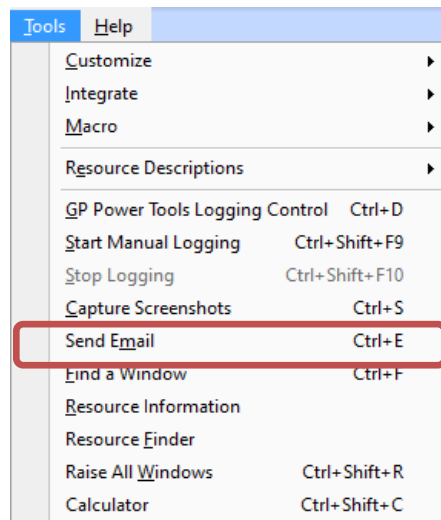 Tools Help
Customize
Integrate
Macro
Resource Descriptions
GP Power Tools Logging Control Ctrl+D
Start Manual Logging Ctrl+Shift+F9
Stop Logging Ctrl+Shift+F10
Capture Screenshots Ctrl+S
Send Email Ctrl+E
Find a Window Ctrl+F
Resource Information
Resource Finder
Raise All Windows Ctrl+Shift+R
Calculator Ctrl+Shift+C